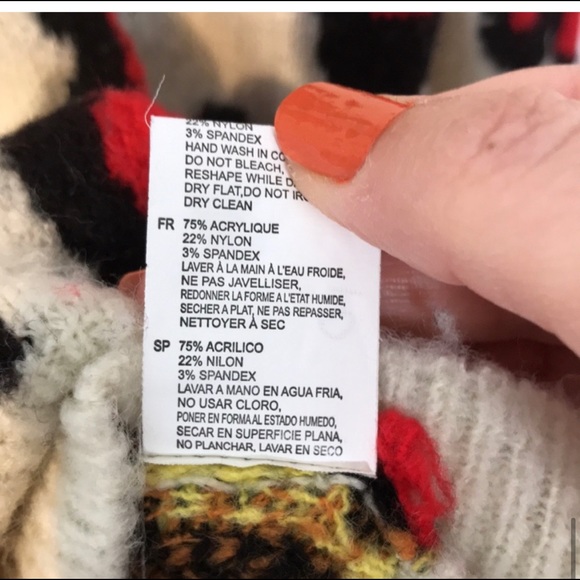 22% NYLON
3% SPANDEX
HAND WASH IN
DO NOT BLEACH,
RESHAPE WHILE
DRY FLAT,DO NOT
DRY CLEAN
FR 75% ACRYLIQUE
22% NYLON
3% SPANDEX
LAVER À LA MAIN À L'EAU FROIDE,
NE PAS JAVELLISER,
REDONNER LA FORME A L'ETAT HUMIDE,
SECHER A PLAT, NE PAS REPASSER,
NETTOYER À SEC
SP 75% ACRILICO
22% NILON
3% SPANDEX
LAVAR A MANO EN AGUA FRIA,
NO USAR CLORO,
PONER EN FORMA AL ESTADO HUMEDO,
SECAR EN SUPERFICIE PLANA,
NO PLANCHAR, LAVAR EN SECO